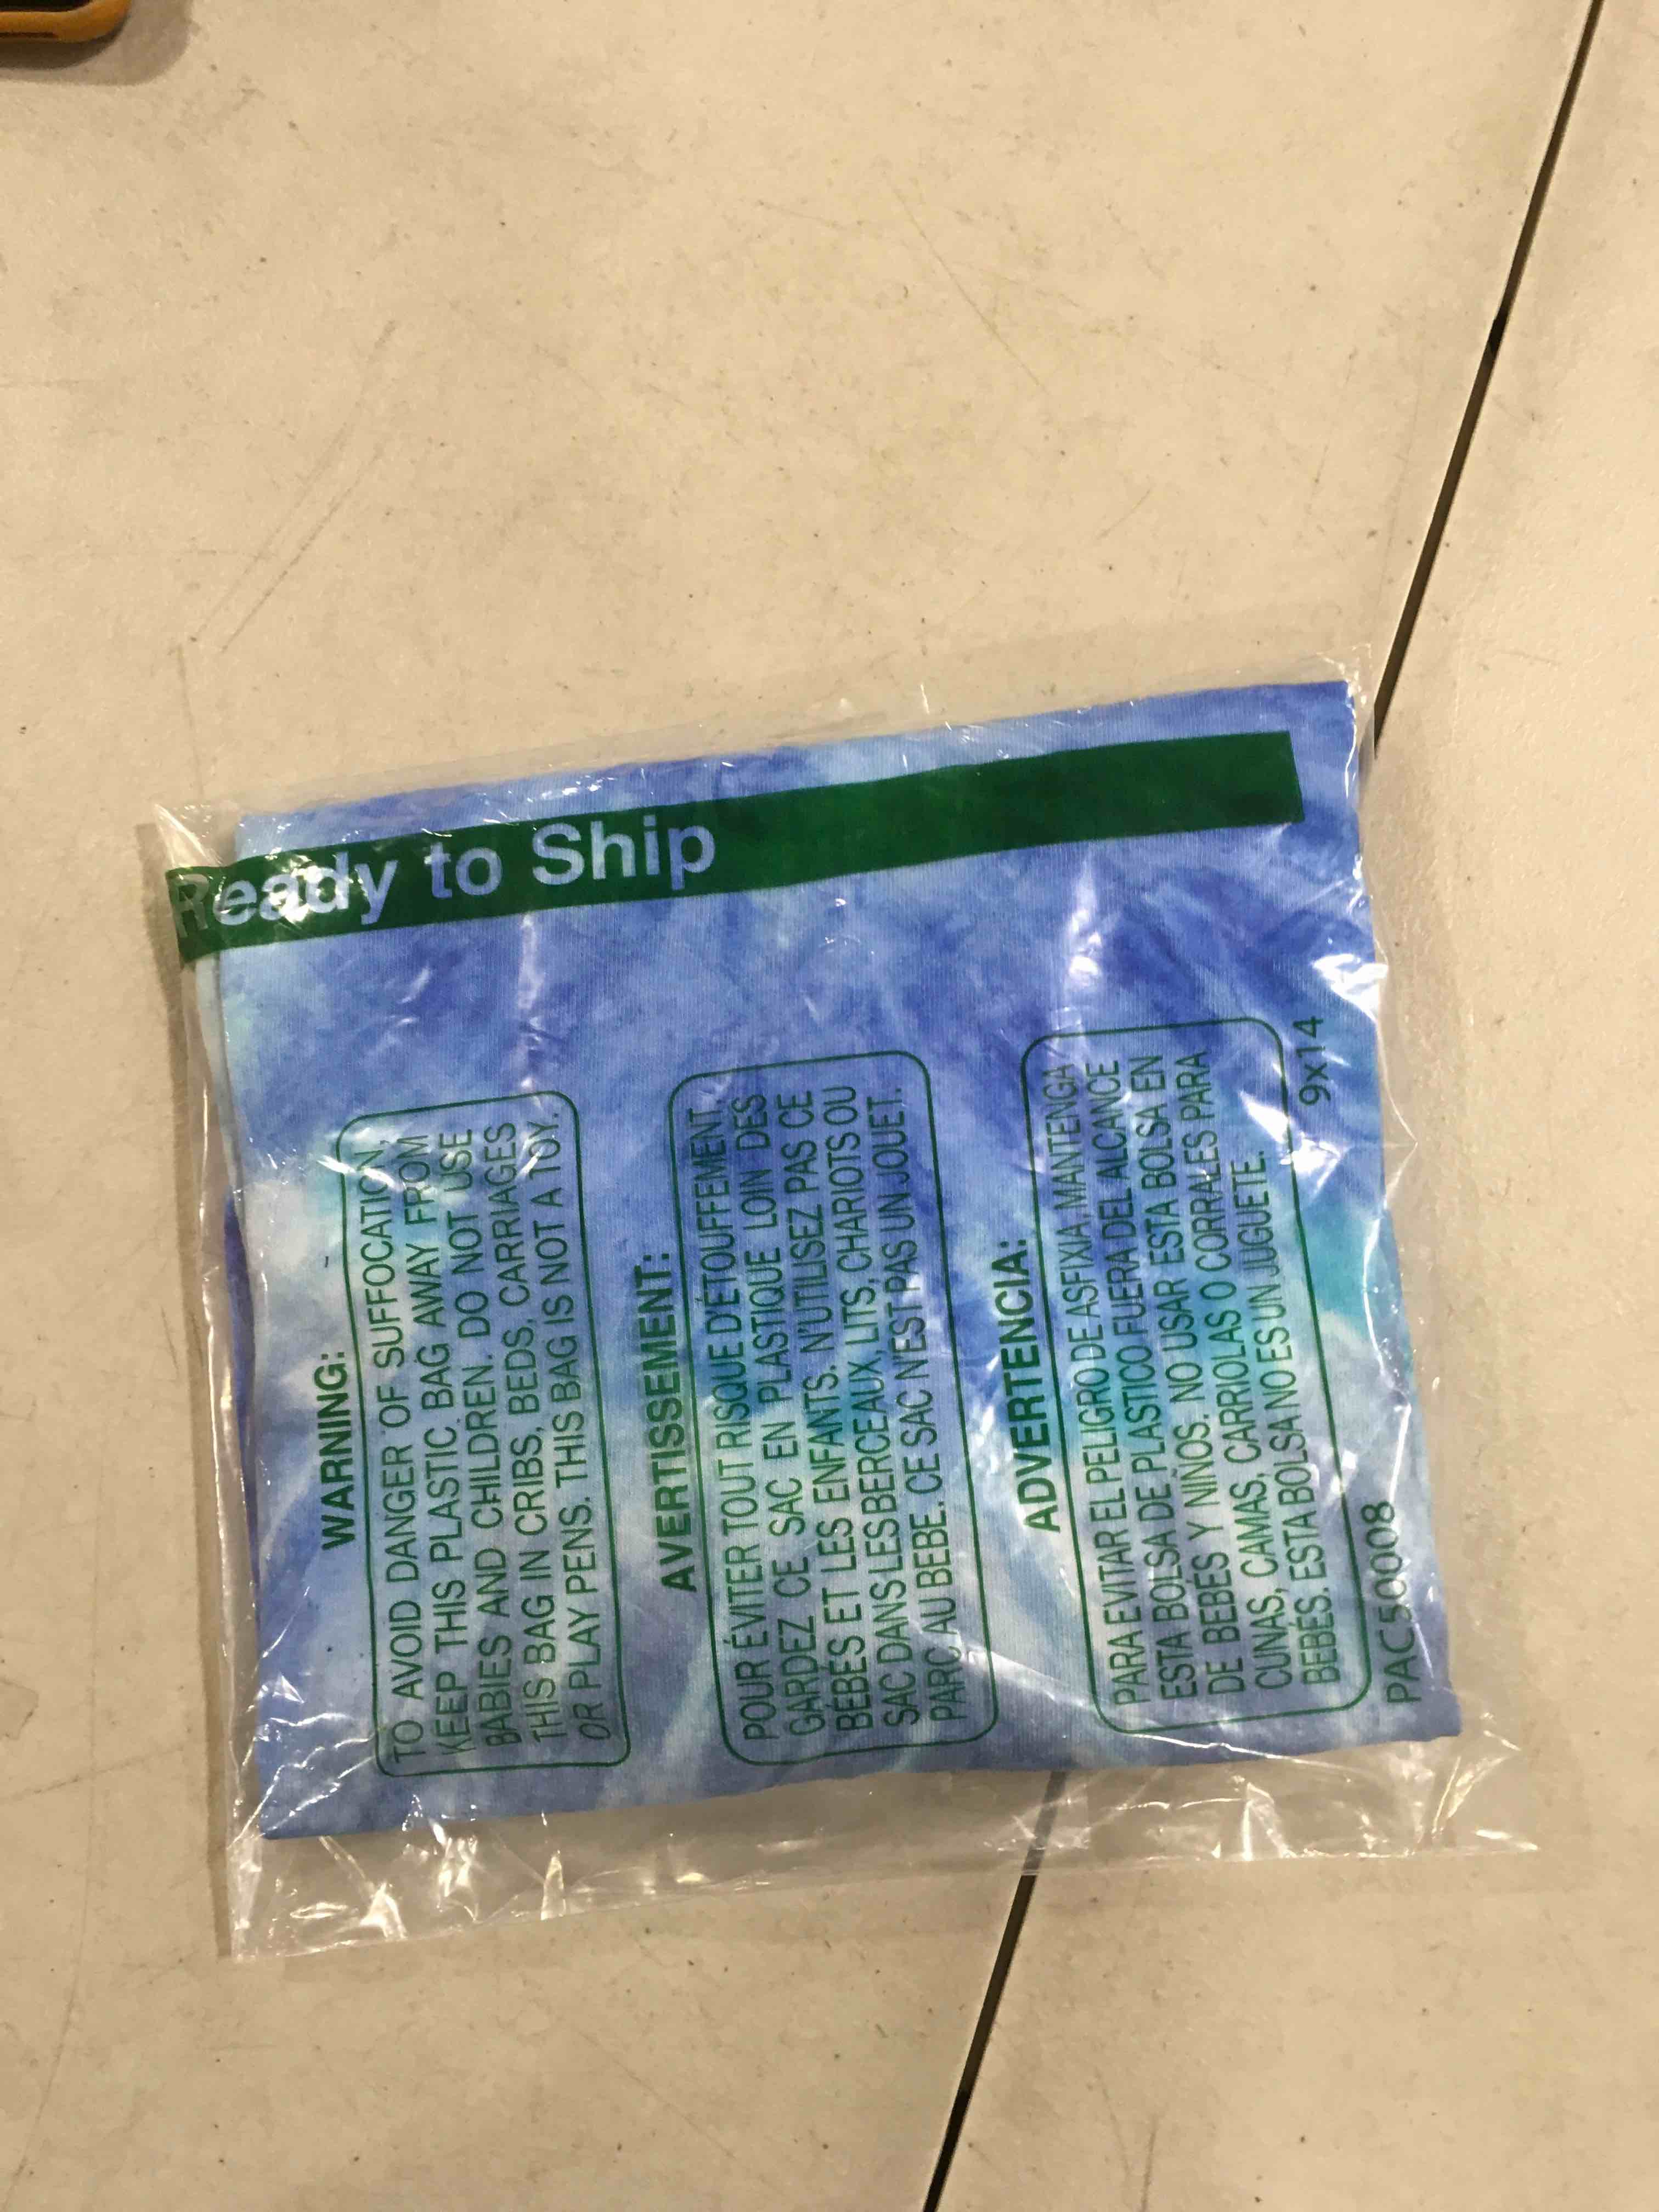 Ready to Ship
WARNING:
TO AVOID DANGER OF SUFFOCATION,
KEEP THIS PLASTIC BAG AWAY FROM
BABIES AND CHILDREN. DO NOT USE
THIS BAG IN CRIBS, BEDS, CARRIAGES
OR PLAY PENS. THIS BAG IS NOT A TOY.
AVERTISSEMENT:
POUR ÉVITER TOUT RISQUE D'ÉTOUFFEMENT,
GARDEZ CE SAC EN PLASTIQUE LOIN DES
BÉBÉS ET LES ENFANTS. N'UTILISEZ PAS CE
SAC DANS LES BERCEAUX, LITS, CHARIOTS OU
PARC AU BEBE. CE SAC N'EST PAS UN JOUET.
ADVERTENCIA:
PARA EVITAR EL PELIGRO DE ASFIXIA, MANTENGA
ESTA BOLSA DE PLASTICO FUERA DEL ALCANCE
DE BEBES Y NIÑOS. NO USAR ESTA BOLSA EN
CUNAS, CAMAS, CARRIOLAS O CORRALES PARA
BEBÉS. ESTA BOLSA NO ES UN JUGUETE.
PAC50008
9x14